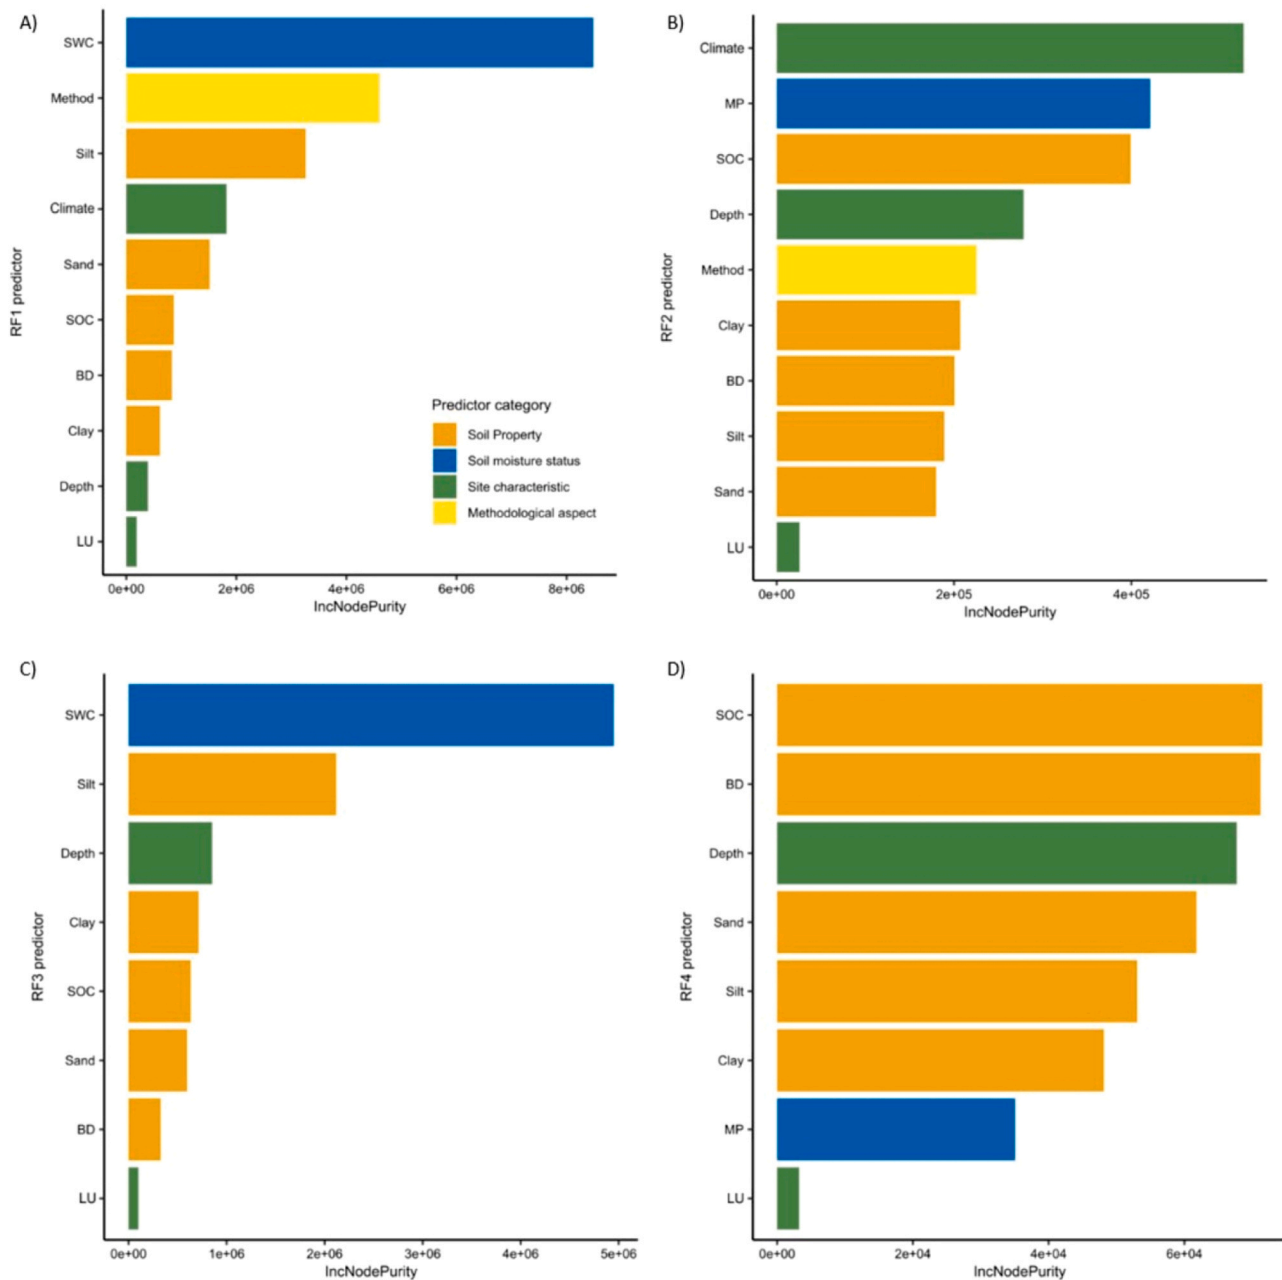 A)
SWC
Method
Silt
Climate
Sand
SOC
BD
Clay
Depth
LU
RF1 predictor
Predictor category
Soil Property
Soil moisture status
Site characteristic
Methodological aspect
0e+00 2e+06 4e+06 6e+06 8e+06
IncNodePurity
B)
Climate
MP
SOC
Depth
Method
Clay
BD
Silt
Sand
LU
RF2 predictor
0e+00 2e+05 4e+05
IncNodePurity
C)
SWC
Silt
Depth
Clay
SOC
Sand
BD
LU
RF3 predictor
0e+00 1e+06 2e+06 3e+06 4e+06 5e+06
IncNodePurity
D)
SOC
BD
Depth
Sand
Silt
Clay
MP
LU
RF4 predictor
0e+00 2e+04 4e+04 6e+04
IncNodePurity